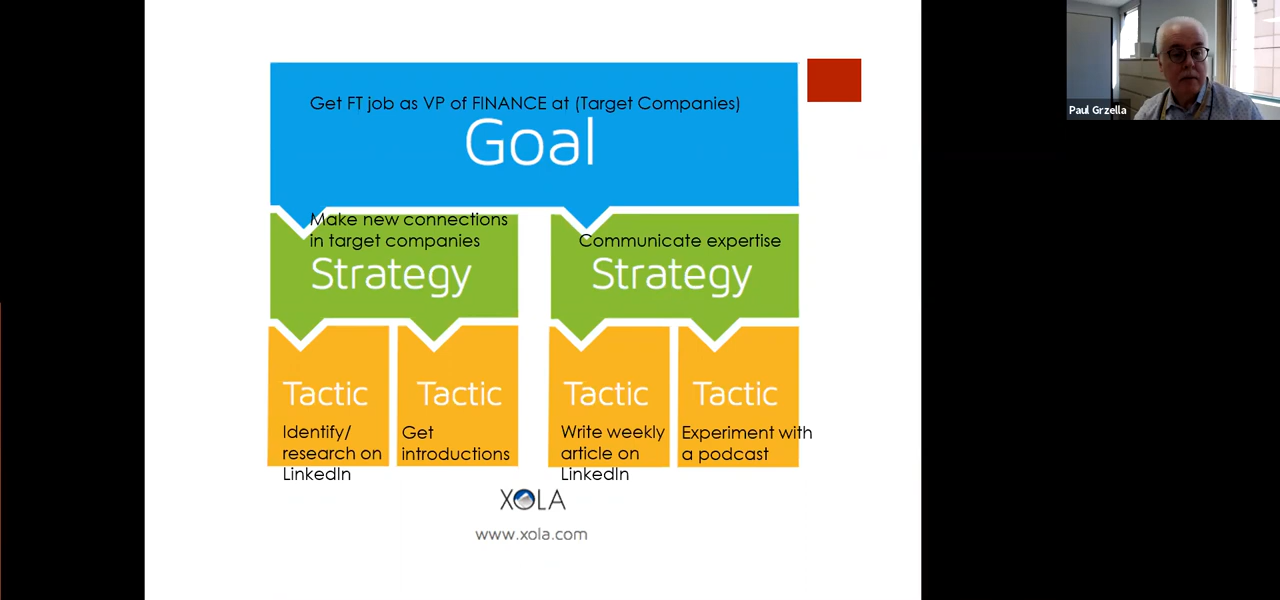 Get FT job as VP of FINANCE at (Target Companies)
Goal
Make new connections
in target companies
Strategy
Communicate expertise
Strategy
Tactic
Identify/
research on
LinkedIn
Tactic
Get
introductions
Tactic
Write weekly
article on
LinkedIn
Tactic
Experiment with
a podcast
XOLA
www.xola.com
Paul Grzella